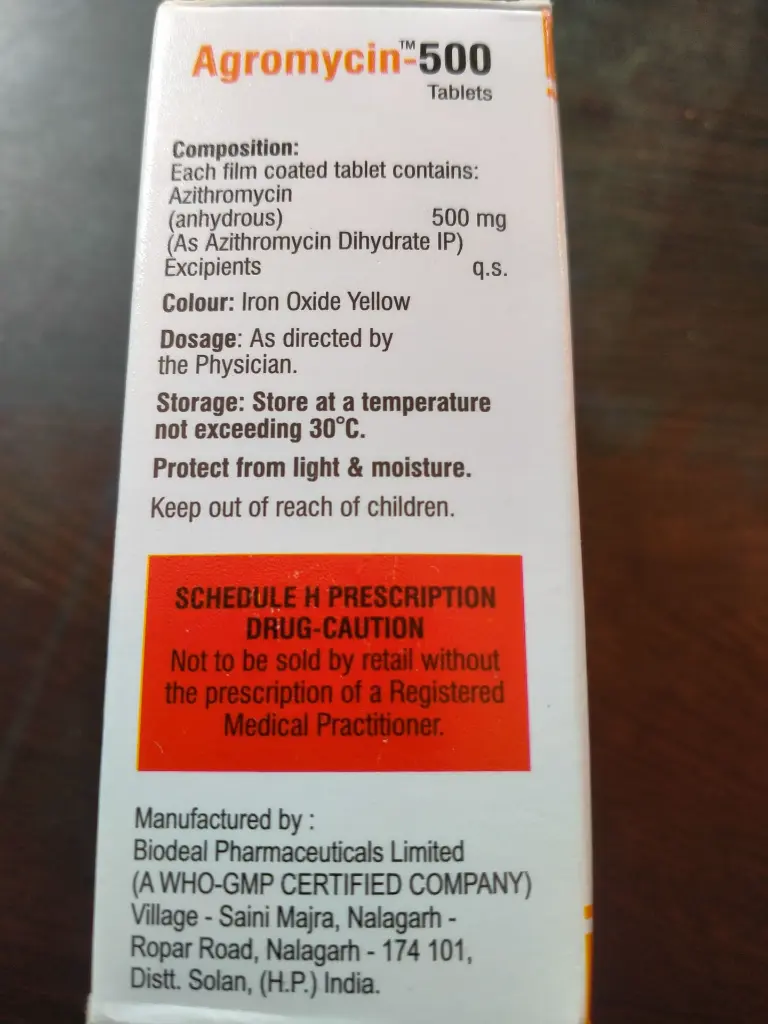 Agromycin™-500
Tablets
Composition:
Each film coated tablet contains:
Azithromycin
(anhydrous) 500 mg
(As Azithromycin Dihydrate IP)
Excipients q.s.
Colour: Iron Oxide Yellow
Dosage: As directed by
the Physician.
Storage: Store at a temperature
not exceeding 30°C.
Protect from light & moisture.
Keep out of reach of children.
SCHEDULE H PRESCRIPTION
DRUG-CAUTION
Not to be sold by retail without
the prescription of a Registered
Medical Practitioner.
Manufactured by :
Biodeal Pharmaceuticals Limited
(A WHO-GMP CERTIFIED COMPANY)
Village - Saini Majra, Nalagarh -
Ropar Road, Nalagarh - 174 101,
Distt. Solan, (H.P.) India.